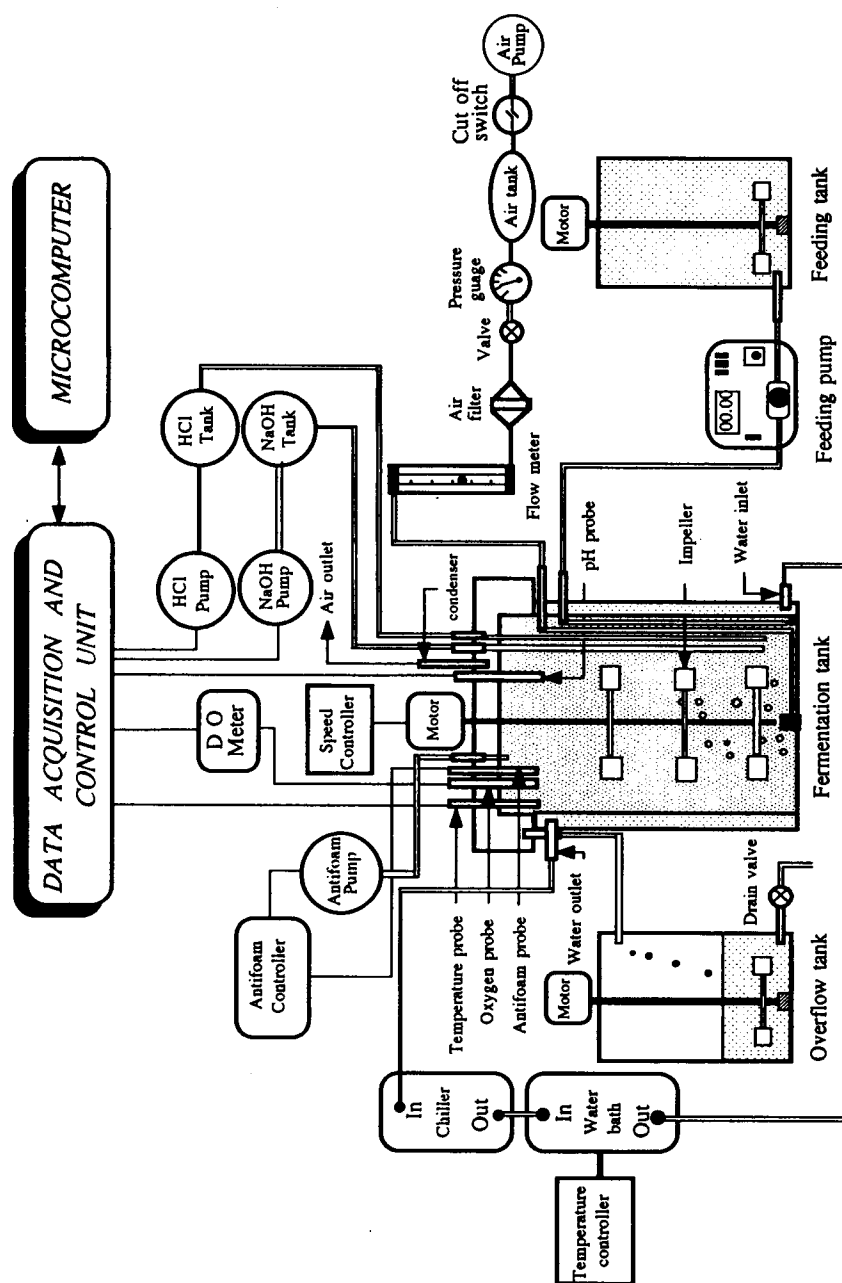 DATA ACQUISITION AND
CONTROL UNIT
MICROCOMPUTER
Antifoam
Controller
Antifoam
Pump
D O
Meter
Speed
Controller
Motor
HCl
Pump
HCl
Tank
NaOH
Pump
NaOH
Tank
Air outlet
condenser
Flow meter
Air
filter
Valve
Pressure
guage
Air tank
Cut off
switch
Air
Pump
In
Chiller
Out
In
Water
bath
Out
Temperature
controller
Temperature probe
Oxygen probe
Antifoam probe
Water outlet
Motor
Drain valve
Overflow tank
pH probe
Impeller
Water inlet
Fermentation tank
00.00
Feeding pump
Motor
Feeding tank